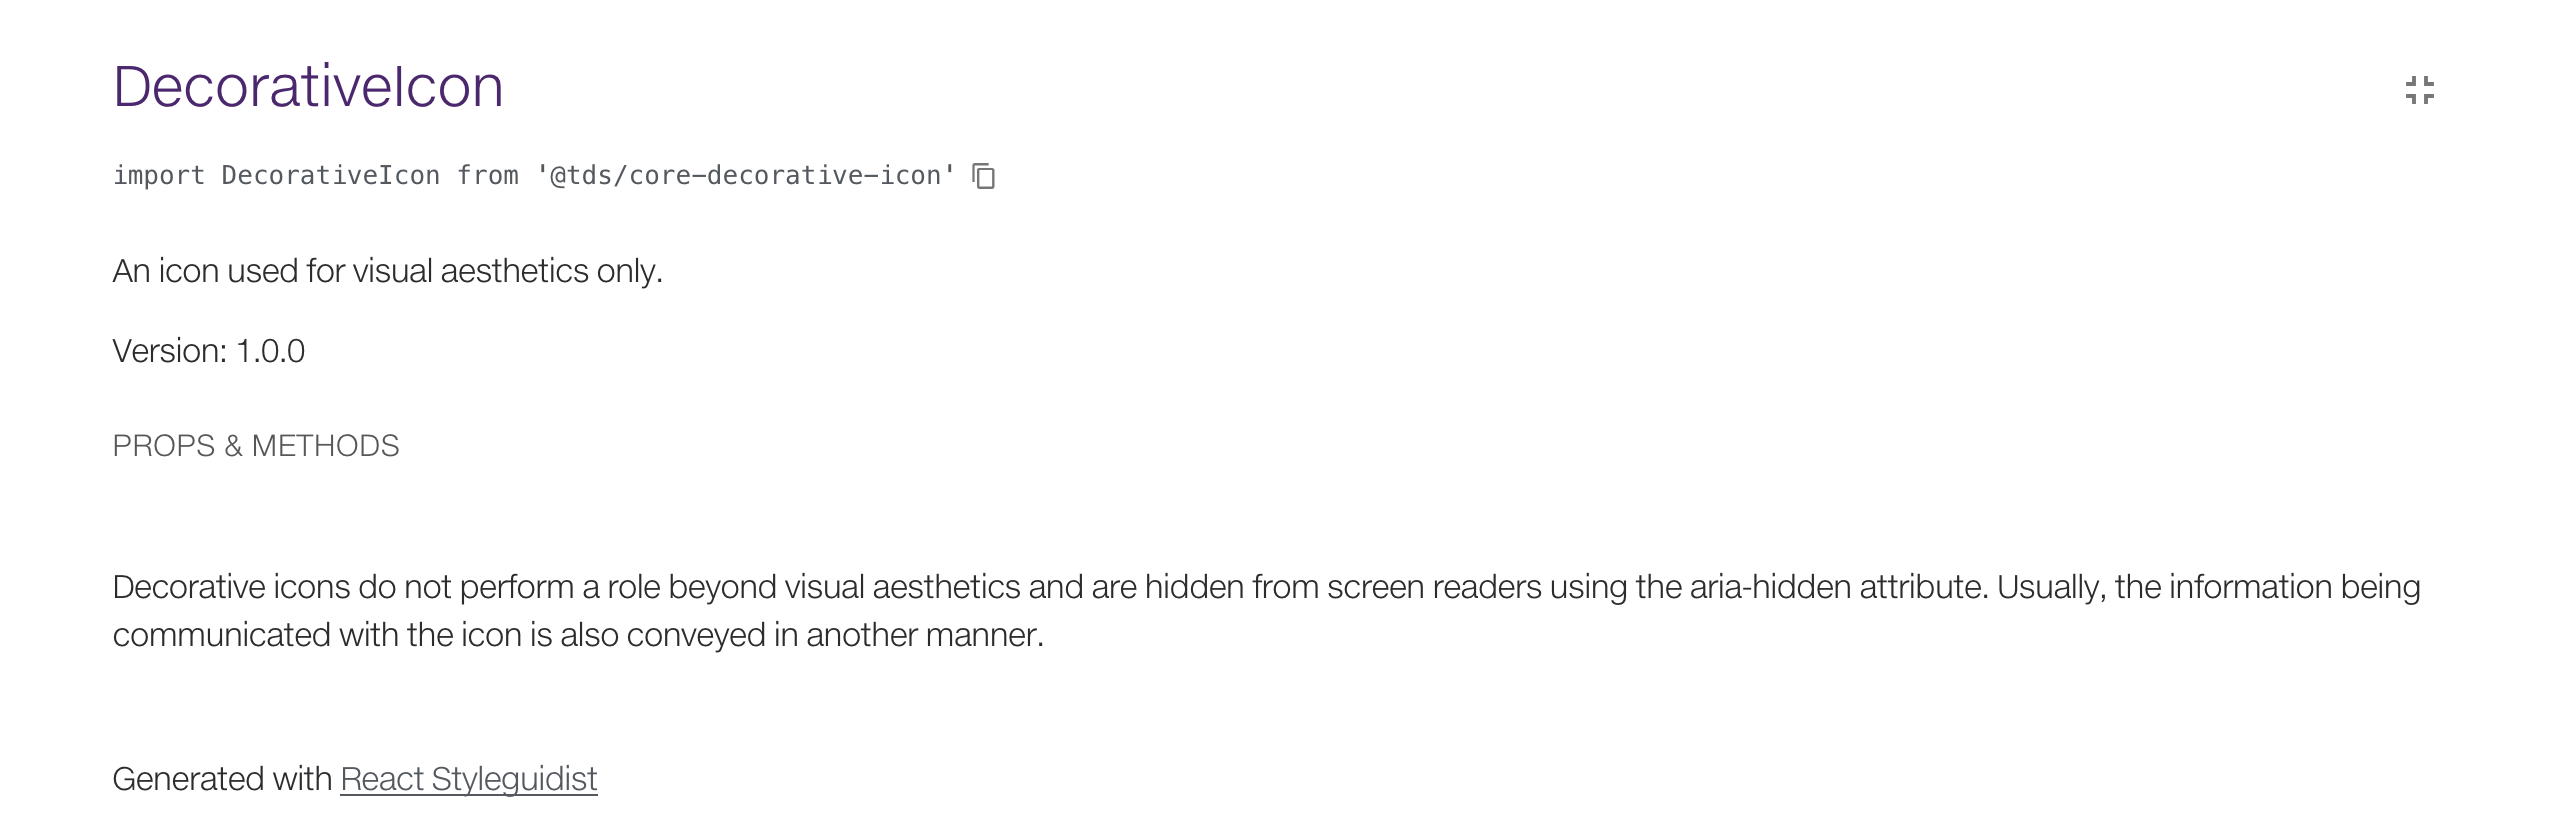 DecorativeIcon
import DecorativeIcon from '@tds/core-decorative-icon'
An icon used for visual aesthetics only.
Version: 1.0.0
PROPS & METHODS
Decorative icons do not perform a role beyond visual aesthetics and are hidden from screen readers using the aria-hidden attribute. Usually, the information being
communicated with the icon is also conveyed in another manner.
Generated with React Styleguidist